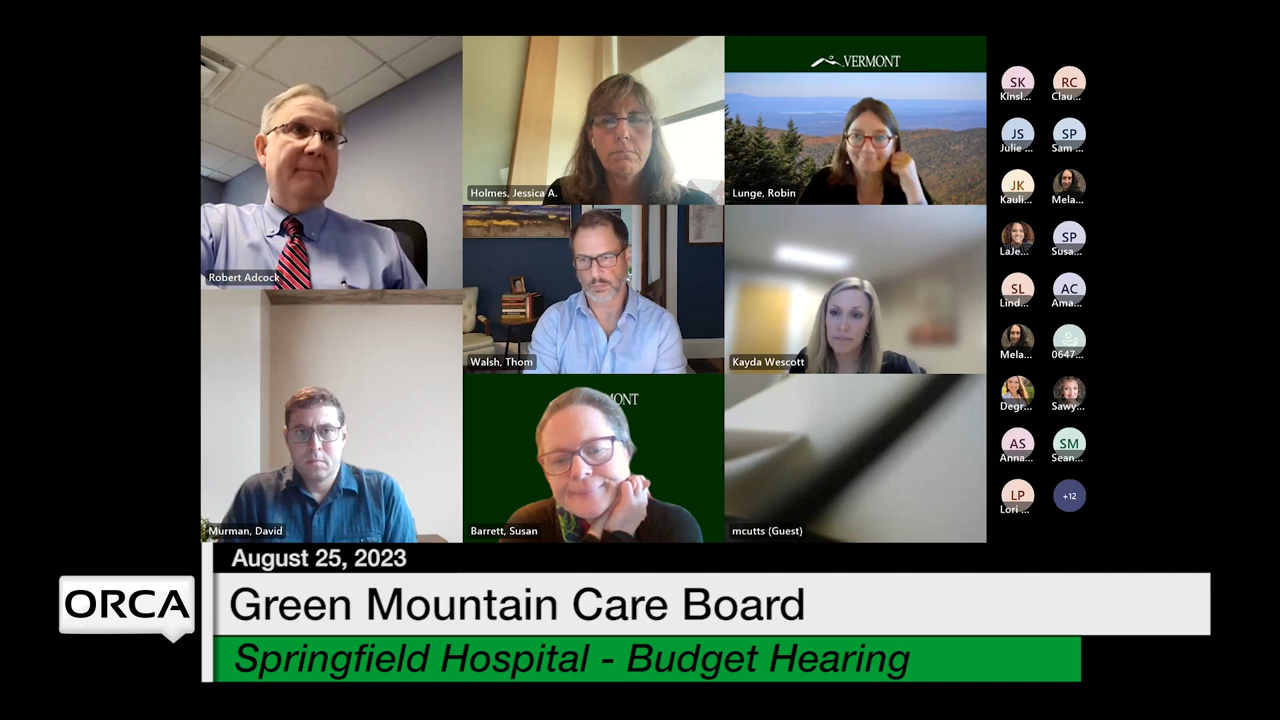 VERMONT
Robert Adcock
Holmes, Jessica A.
Lunge, Robin
Walsh, Thom
Kayda Wescott
Murman, David
MONT
Barrett, Susan
mcutts (Guest)
SK
RC
Kinsl...
Clau...
JS
SP
Julie ...
Sam ...
JK
Kauli...
Mela...
SP
LaJe...
Susa...
SL
AC
Lind...
Ama...
Mela...
0647...
Degr...
Sawy...
AS
SM
Anna...
Sean...
LP
+12
Lori ...
August 25, 2023
ORCA
Green Mountain Care Board
Springfield Hospital - Budget Hearing